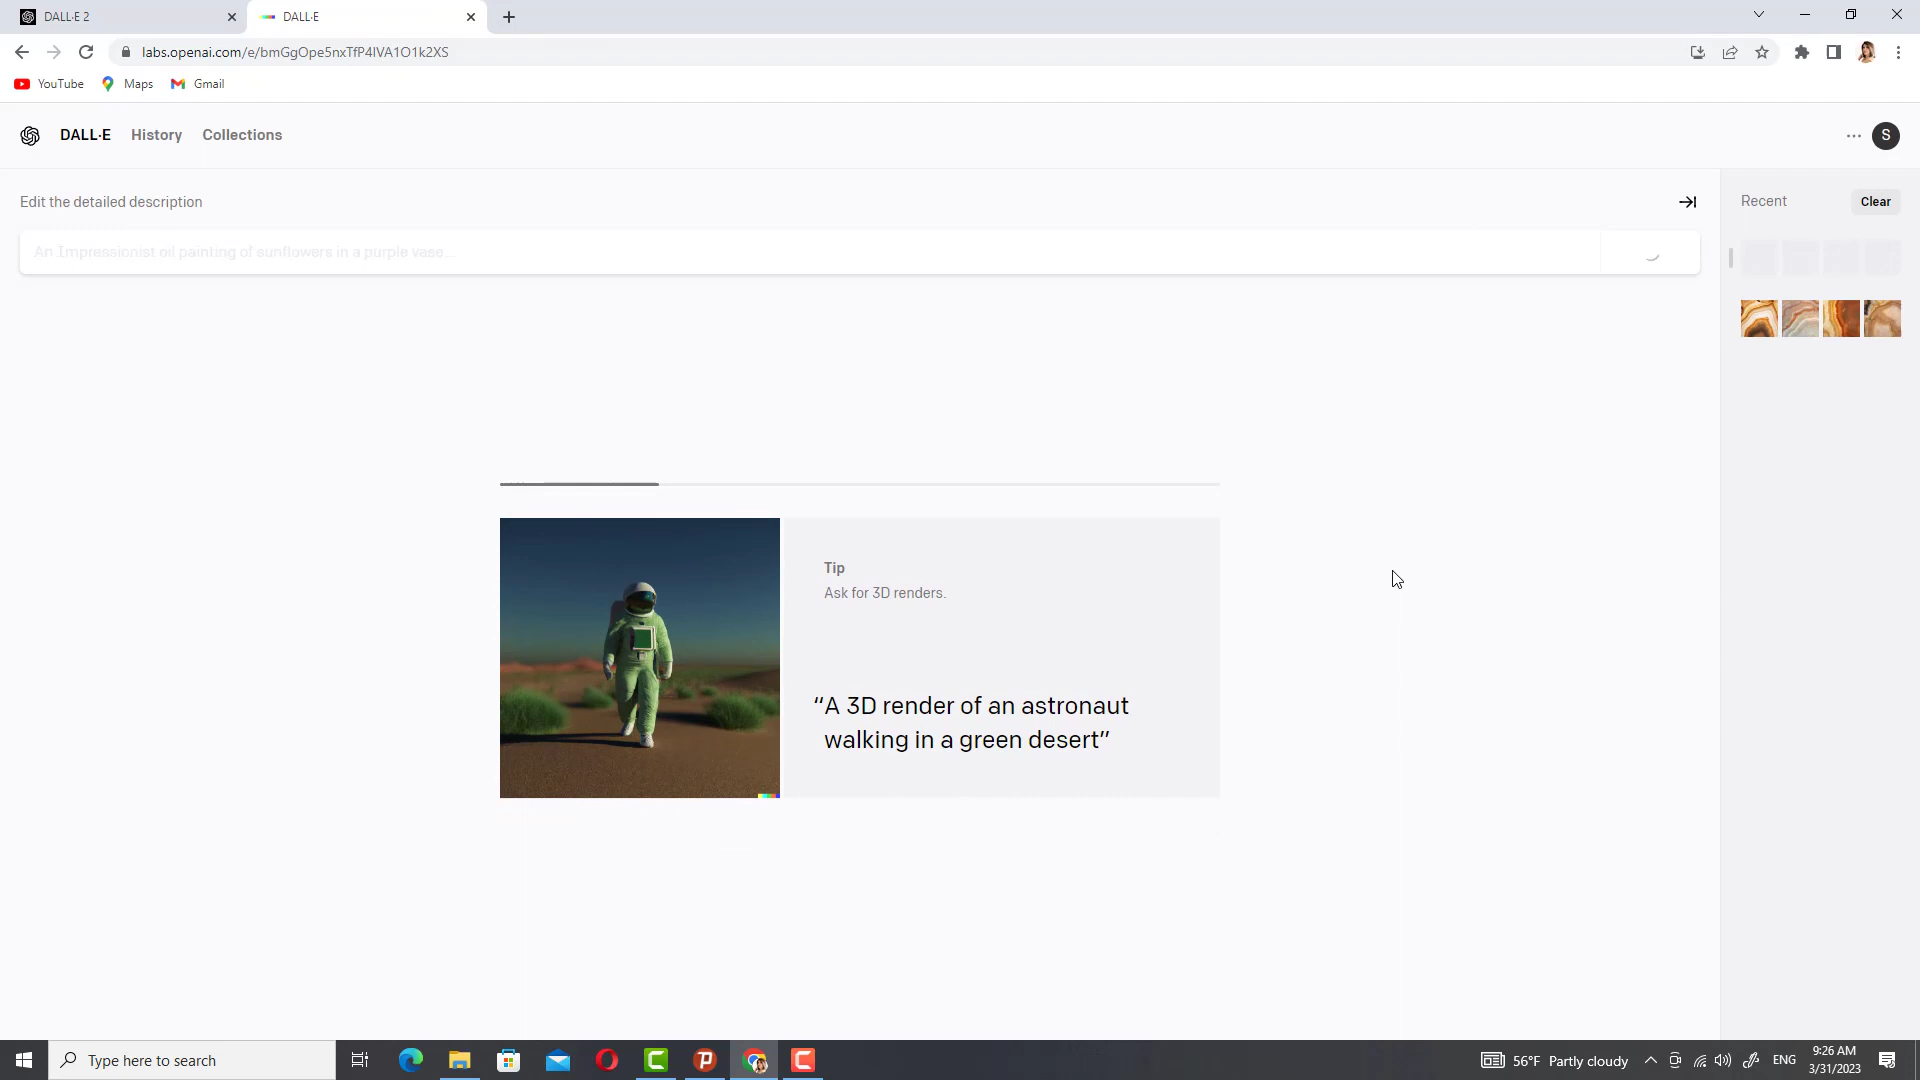 DALL·E 2
DALL·E
labs.openai.com/e/bmGgOpe5nxTfP4IVA1O1k2XS
YouTube
Maps
Gmail
DALL·E
History
Collections
S
Edit the detailed description
Recent
Clear
An Impressionist oil painting of sunflowers in a purple vase...
Tip
Ask for 3D renders.
“A 3D render of an astronaut
walking in a green desert”
Type here to search
56°F Partly cloudy
ENG
9:26 AM
3/31/2023